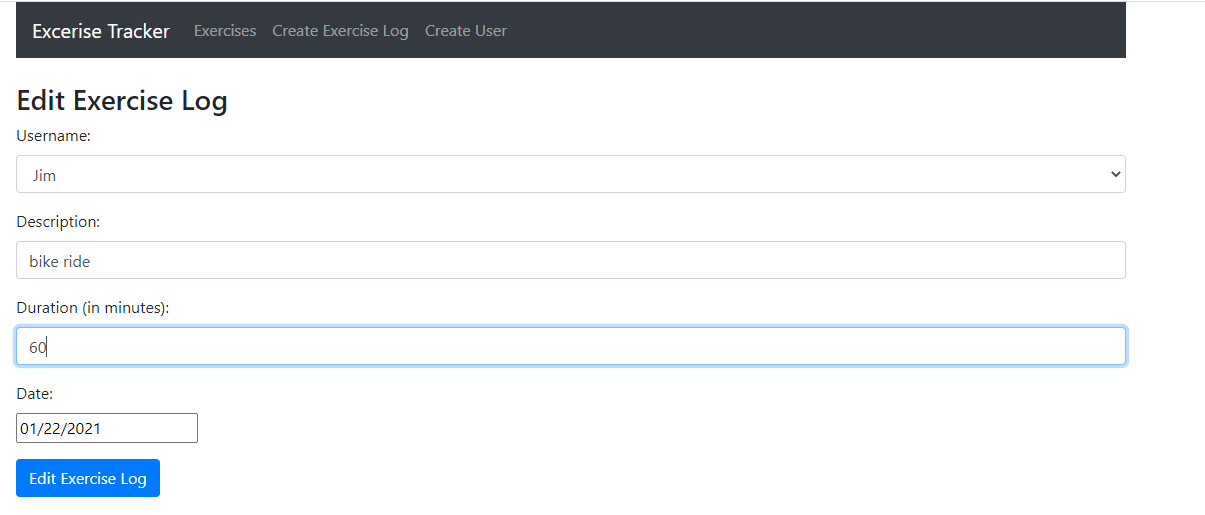 Excerise Tracker Exercises Create Exercise Log Create User
Edit Exercise Log
Username:
Jim
Description:
bike ride
Duration (in minutes):
60
Date:
01/22/2021
Edit Exercise Log